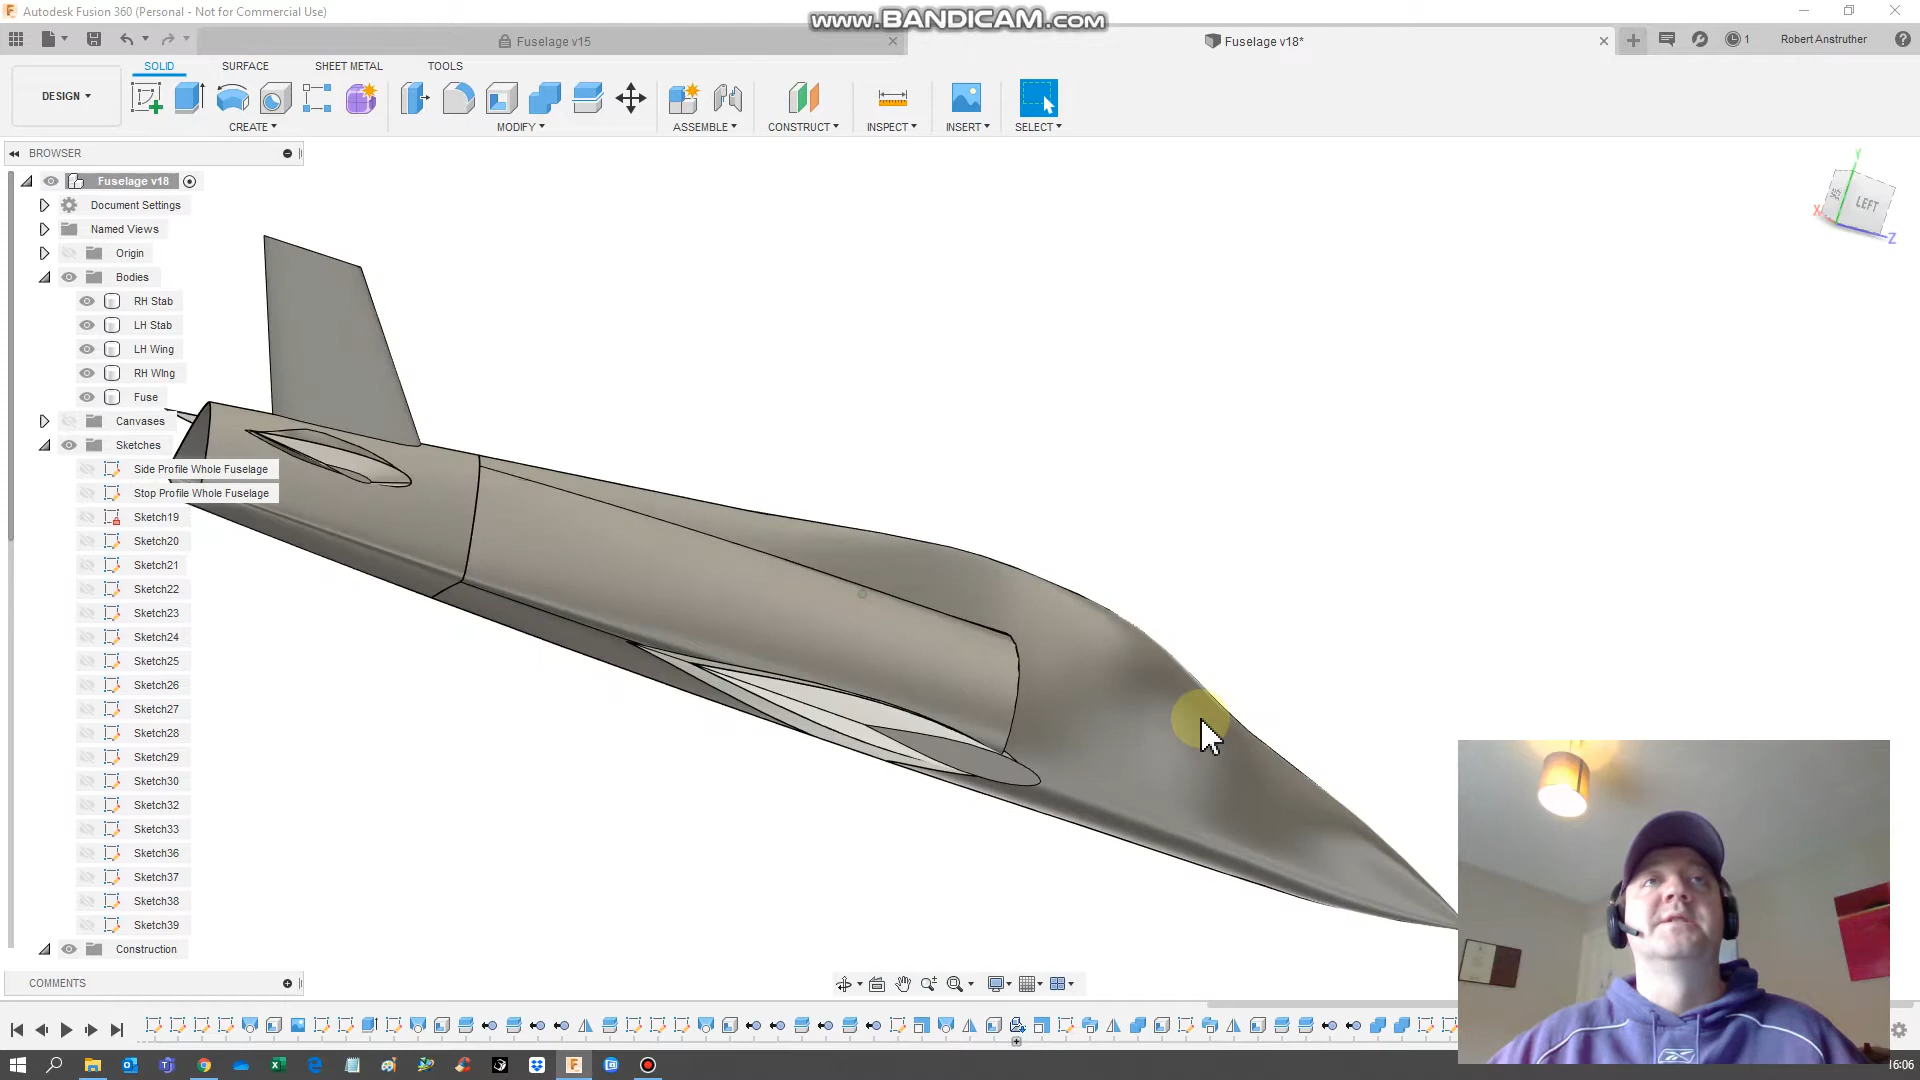 Autodesk Fusion 360 (Personal - Not for Commercial Use)
www.BANDICAM.com
Fuselage v15
Fuselage v18*
1
Robert Anstruther
DESIGN
SOLID
SURFACE
SHEET METAL
TOOLS
CREATE
MODIFY
ASSEMBLE
CONSTRUCT
INSPECT
INSERT
SELECT
BROWSER
Fuselage v18
Document Settings
Named Views
Origin
Bodies
RH Stab
LH Stab
LH Wing
RH WIng
Fuse
Canvases
Sketches
Side Profile Whole Fuselage
Stop Profile Whole Fuselage
Sketch19
Sketch20
Sketch21
Sketch22
Sketch23
Sketch24
Sketch25
Sketch26
Sketch27
Sketch28
Sketch29
Sketch30
Sketch32
Sketch33
Sketch36
Sketch37
Sketch38
Sketch39
Construction
COMMENTS
Y
LEFT
X
Z
16:06